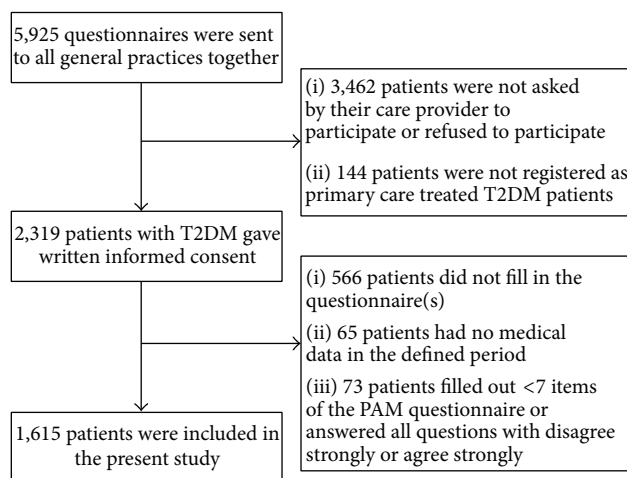 5,925 questionnaires were sent
to all general practices together
(i) 3,462 patients were not asked
by their care provider to
participate or refused to participate
(ii) 144 patients were not registered as
primary care treated T2DM patients
2,319 patients with T2DM gave
written informed consent
(i) 566 patients did not fill in the
questionnaire(s)
(ii) 65 patients had no medical
data in the defined period
(iii) 73 patients filled out <7 items
of the PAM questionnaire or
answered all questions with disagree
strongly or agree strongly
1,615 patients were included in
the present study